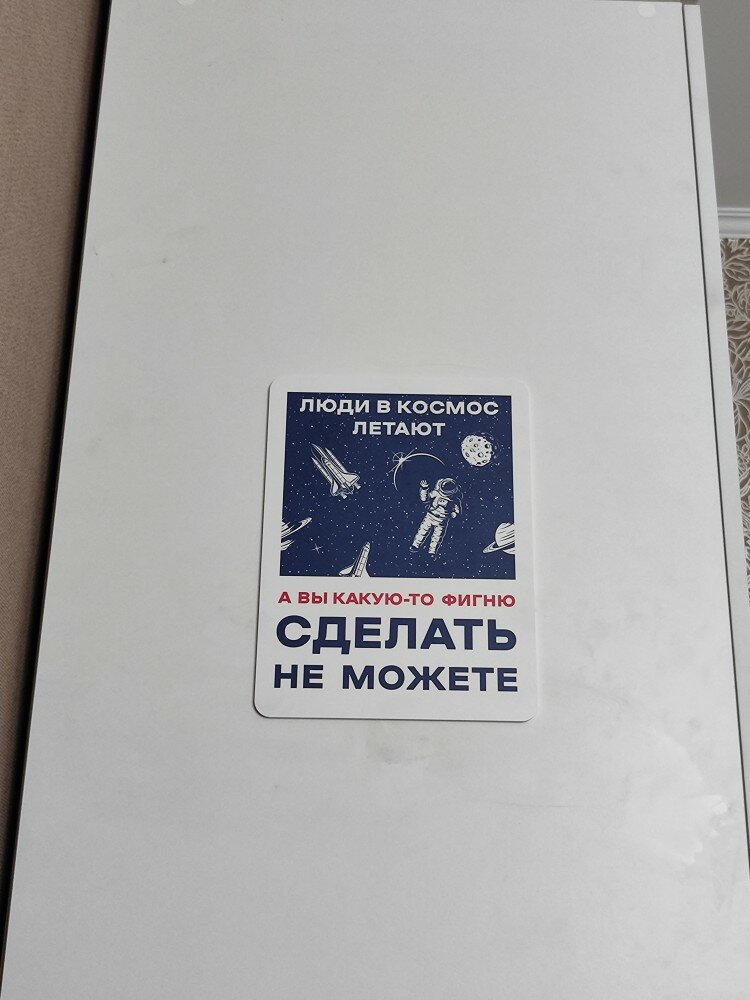 ЛЮДИ В КОСМОС
ЛЕТАЮТ
А ВЫ КАКУЮ-ТО ФИГНЮ
СДЕЛАТЬ
НЕ МОЖЕТЕ